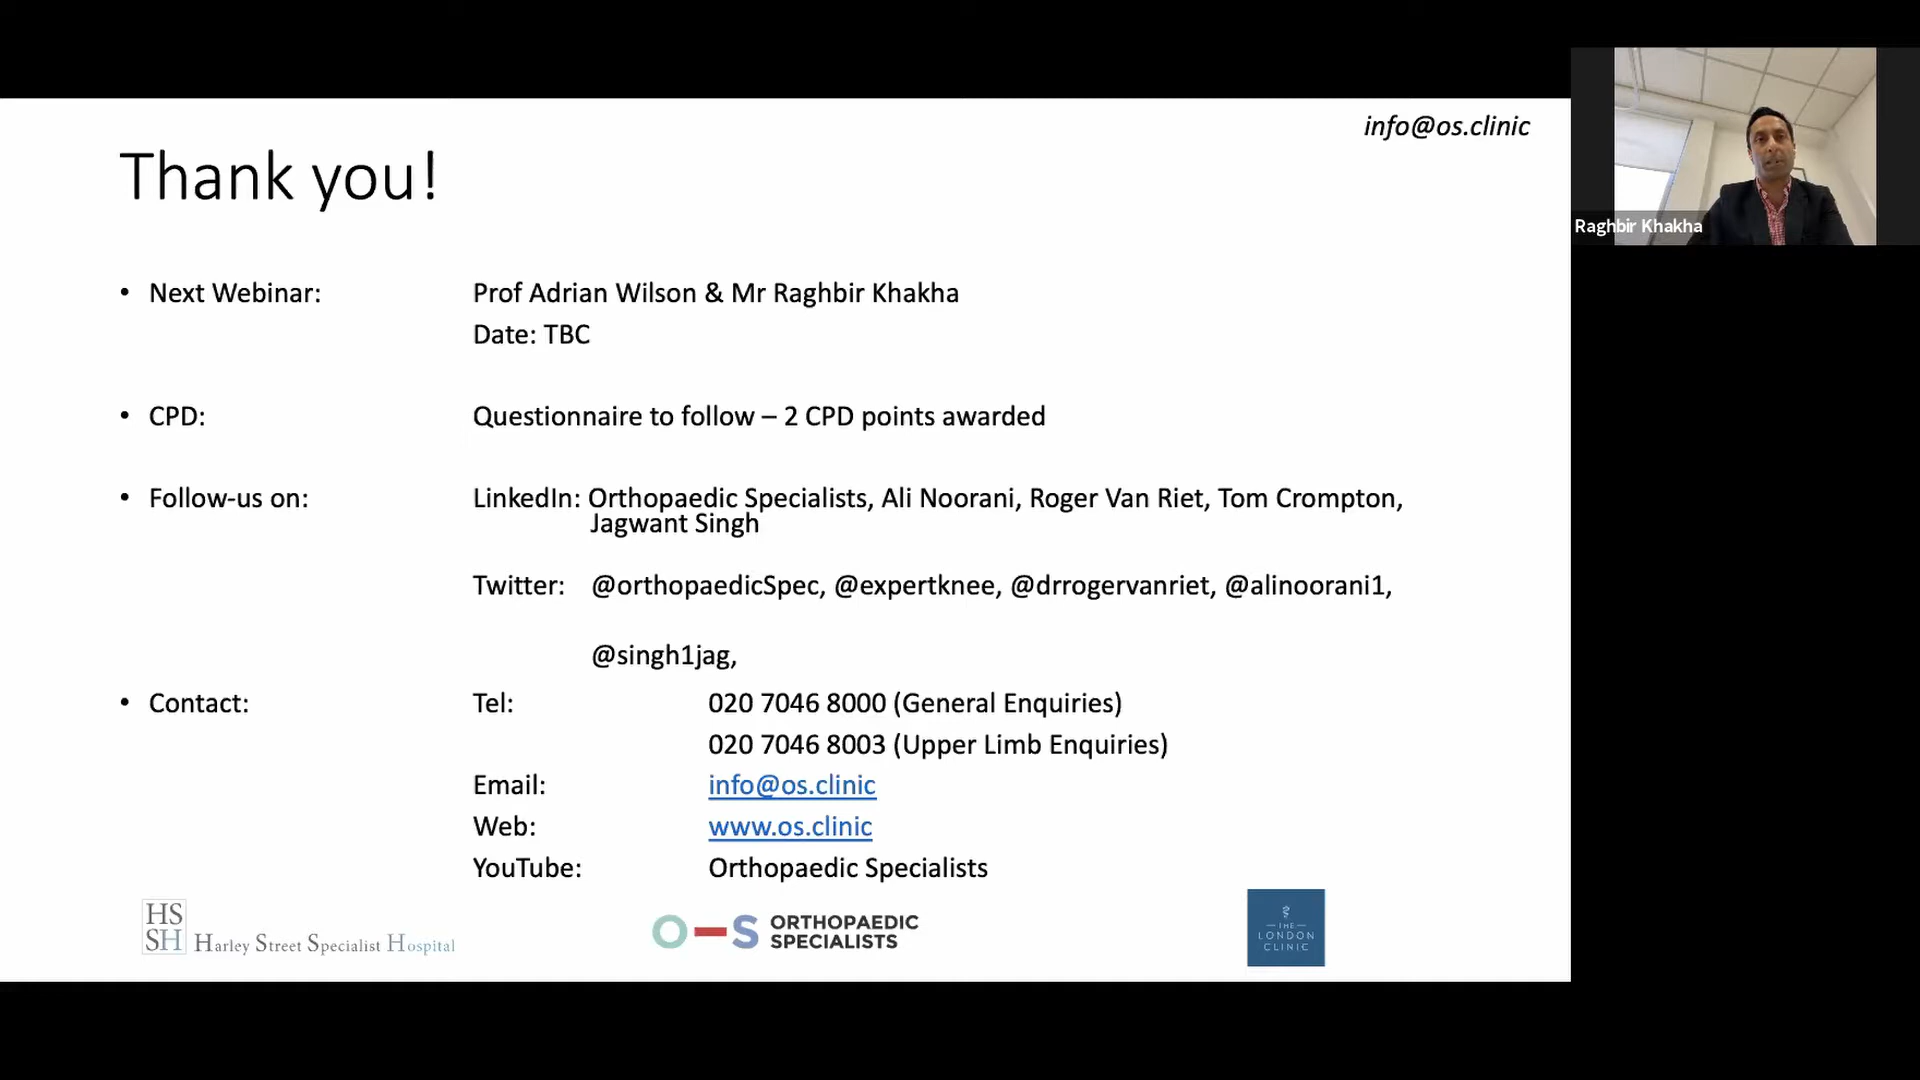 info@os.clinic
Thank you!
Raghbir Khakha
• Next Webinar: Prof Adrian Wilson & Mr Raghbir Khakha
Date: TBC
• CPD: Questionnaire to follow – 2 CPD points awarded
• Follow-us on: LinkedIn: Orthopaedic Specialists, Ali Noorani, Roger Van Riet, Tom Crompton,
Jagwant Singh
Twitter: @orthopaedicSpec, @expertknee, @drrogervanriet, @alinoorani1,
@singh1jag,
• Contact: Tel: 020 7046 8000 (General Enquiries)
020 7046 8003 (Upper Limb Enquiries)
Email: info@os.clinic
Web: www.os.clinic
YouTube: Orthopaedic Specialists
HS
SH Harley Street Specialist Hospital
O–S ORTHOPAEDIC
SPECIALISTS
THE
LONDON
CLINIC